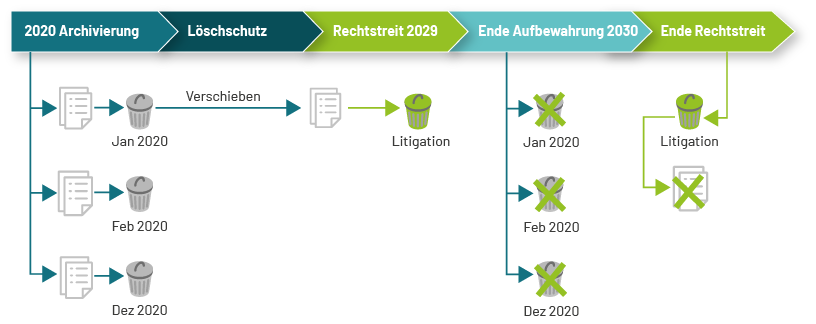 2020 Archivierung
Löschschutz
Rechtstreit 2029
Ende Aufbewahrung 2030
Ende Rechtstreit
Verschieben
Jan 2020
Litigation
Jan 2020
Litigation
Feb 2020
Feb 2020
Dez 2020
Dez 2020